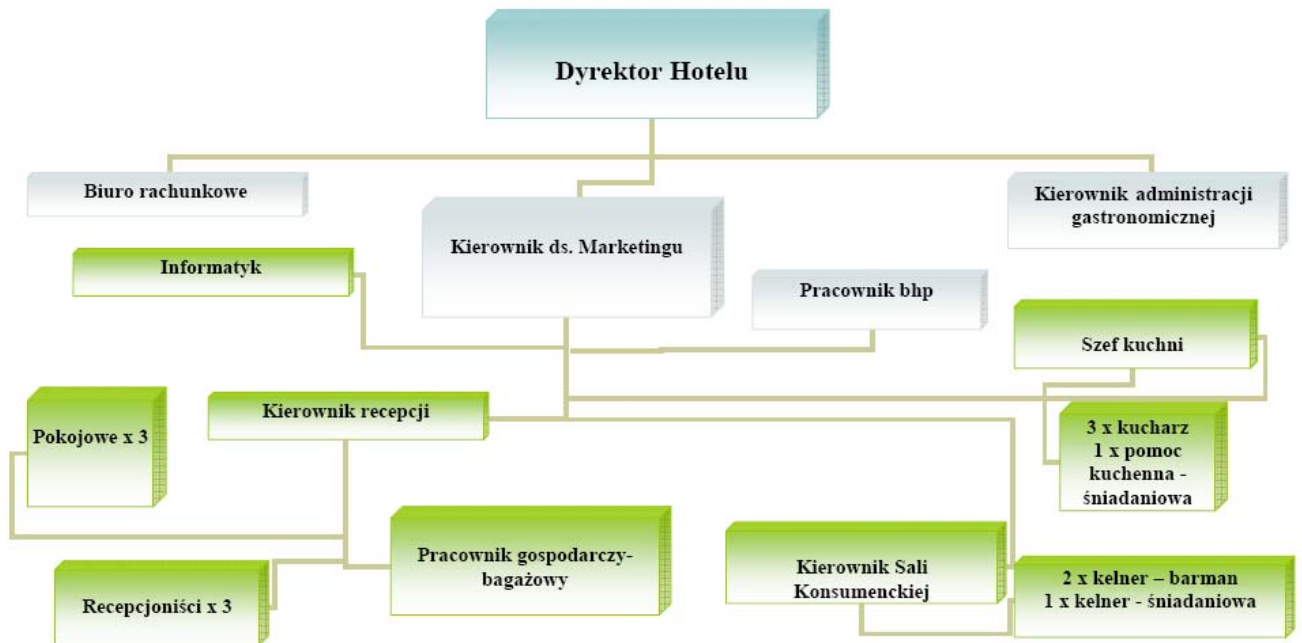 Dyrektor Hotelu
Biuro rachunkowe
Kierownik ds. Marketingu
Kierownik administracji
gastronomicznej
Informatyk
Pracownik bhp
Szef kuchni
Pokojowe x 3
Kierownik recepcji
3 x kucharz
1 x pomoc
kuchenna -
śniadaniowa
Pracownik gospodarczy-
bagażowy
Recepcjoniści x 3
Kierownik Sali
Konsumenckiej
2 x kelner – barman
1 x kelner - śniadaniowa